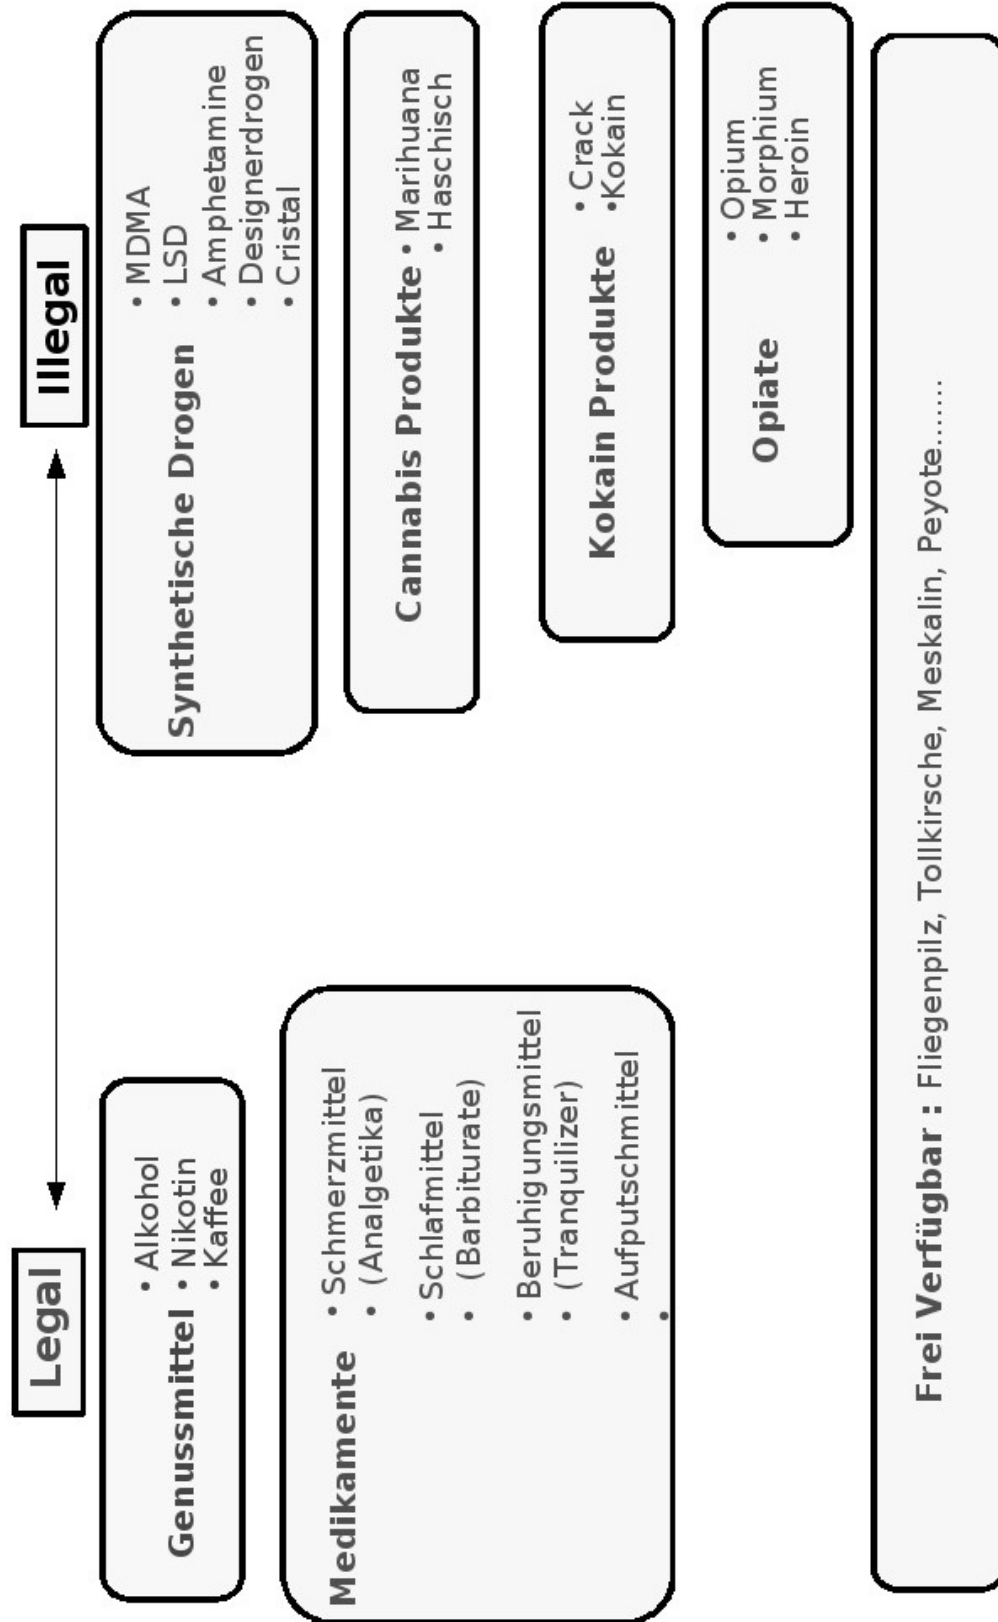 Legal
Illegal
Genussmittel
• Alkohol
• Nikotin
• Kaffee
Medikamente
• Schmerzmittel
• (Analgetika)
• Schlafmittel
• (Barbiturate)
• Beruhigungsmittel
• (Tranquilizer)
• Aufputschmittel
•
Synthetische Drogen
• MDMA
• LSD
• Amphetamine
• Designerdrogen
• Cristal
Cannabis Produkte
• Marihuana
• Haschisch
Kokain Produkte
• Crack
•Kokain
Opiate
• Opium
• Morphium
• Heroin
Frei Verfügbar : Fliegenpilz, Tollkirsche, Meskalin, Peyote.......